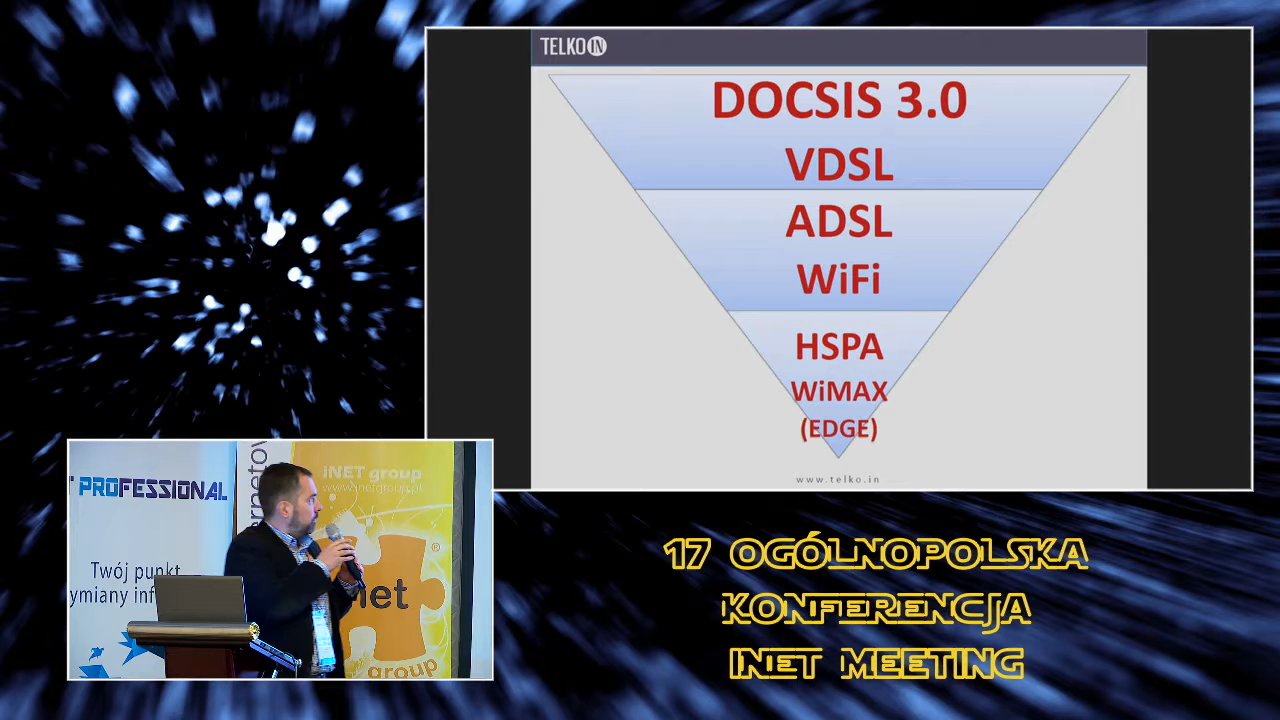 TELKO IN
DOCSIS 3.0
VDSL
ADSL
WiFi
HSPA
WiMAX
(EDGE)
www.telko.in
PROFESSIONAL
Twój punkt
ymiany inf
iNET group
www.inetgroup.pl
®
net
group
17 OGÓLNOPOLSKA
KONFERENCJA
INET MEETING